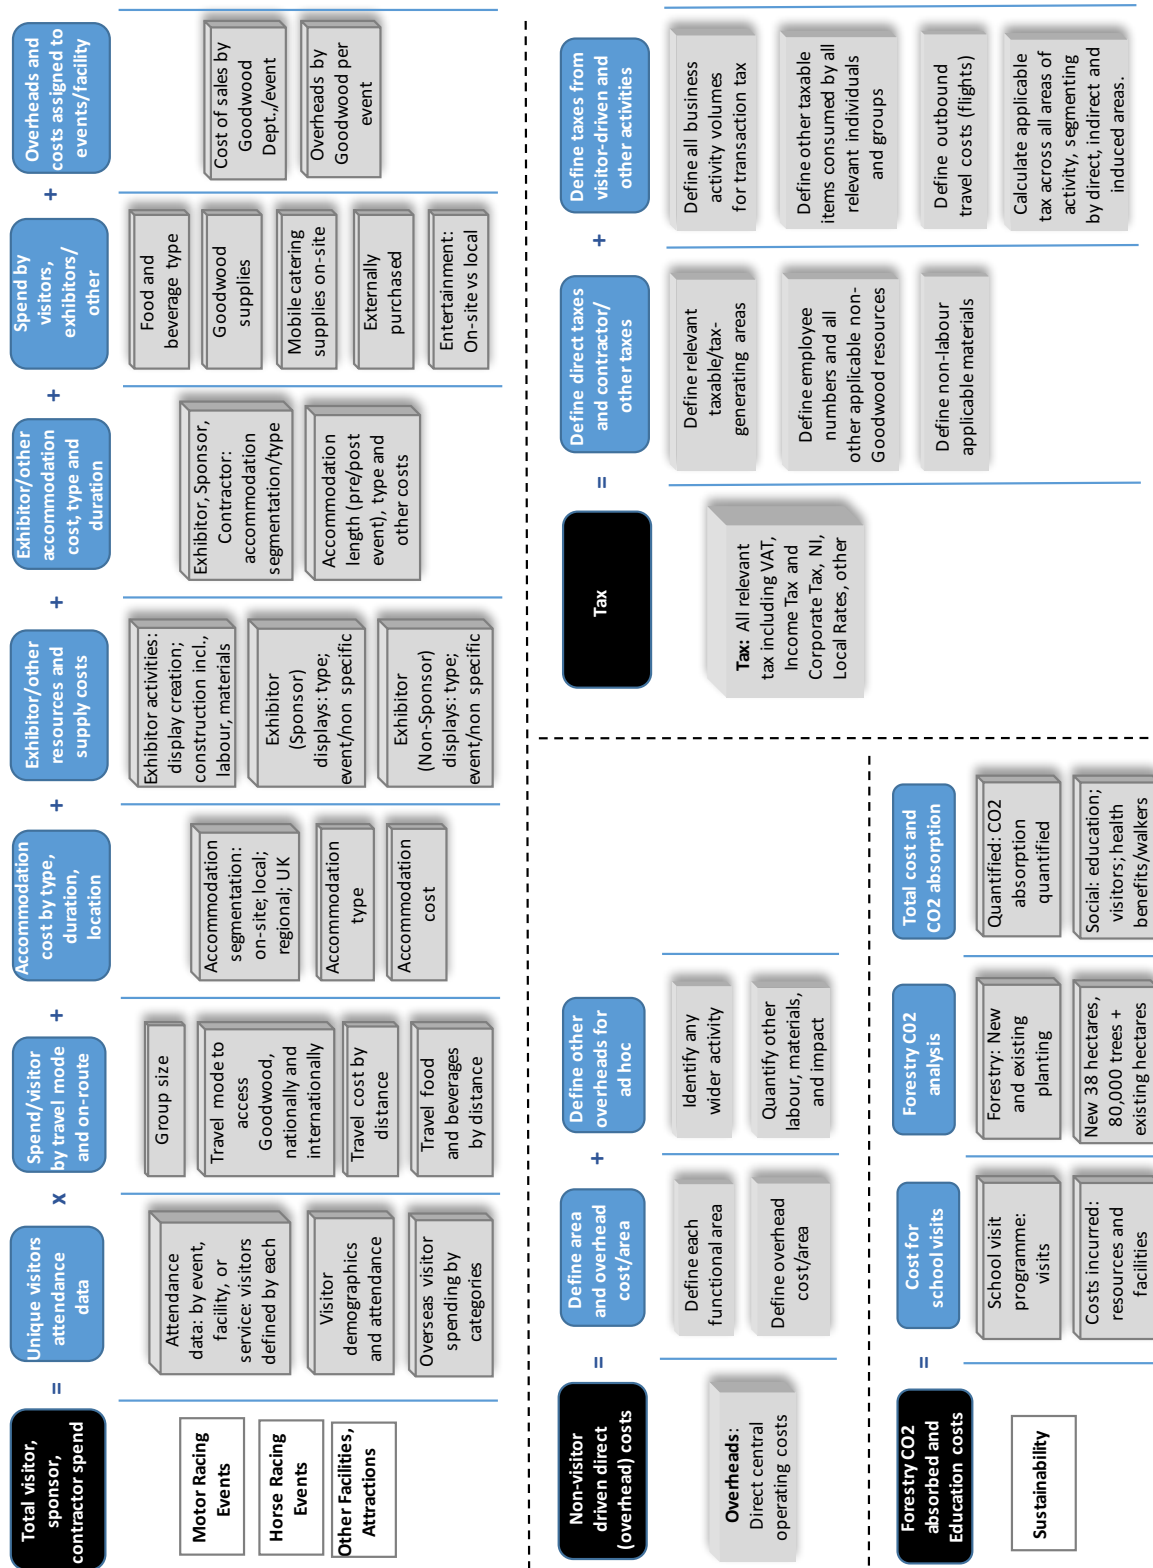 Total visitor,
sponsor,
contractor spend
=
Unique visitors
attendance
data
x
Spend/visitor
by travel mode
and on-route
+
Accommodation
cost by type,
duration,
location
+
Exhibitor/other
resources and
supply costs
+
Exhibitor/other
accommodation
cost, type and
duration
+
Spend by
visitors,
exhibitors/
other
+
Overheads and
costs assigned to
events/facility
Motor Racing
Events
Horse Racing
Events
Other Facilities,
Attractions
Attendance
data: by event,
facility, or
service: visitors
defined by each
Visitor
demographics
and attendance
Overseas visitor
spending by
categories
Group size
Travel mode to
access
Goodwood,
nationally and
internationally
Travel cost by
distance
Travel food
and beverages
by distance
Accommodation
segmentation:
on-site; local;
regional; UK
Accommodation
type
Accommodation
cost
Exhibitor activities:
display creation;
construction incl.,
labour, materials
Exhibitor
(Sponsor)
displays: type;
event/non specific
Exhibitor
(Non-Sponsor)
displays: type;
event/non specific
Exhibitor, Sponsor,
Contractor:
accommodation
segmentation/type
Accommodation
length (pre/post
event), type and
other costs
Food and
beverage type
Goodwood
supplies
Mobile catering
supplies on-site
Externally
purchased
Entertainment:
On-site vs local
Cost of sales by
Goodwood
Dept.,/event
Overheads by
Goodwood per
event
Non-visitor
driven direct
(overhead) costs
=
Define area
and overhead
cost/area
+
Define other
overheads for
ad hoc
Overheads:
Direct central
operating costs
Define each
functional area
Define overhead
cost/area
Identify any
wider activity
Quantify other
labour, materials,
and impact
Tax
=
Define direct taxes
and contractor/
other taxes
+
Define taxes from
visitor-driven and
other activities
Tax: All relevant
tax including VAT,
Income Tax and
Corporate Tax, NI,
Local Rates, other
Define relevant
taxable/tax-
generating areas
Define employee
numbers and all
other applicable non-
Goodwood resources
Define non-labour
applicable materials
Define all business
activity volumes
for transaction tax
Define other taxable
items consumed by all
relevant individuals
and groups
Define outbound
travel costs (flights)
Calculate applicable
tax across all areas of
activity, segmenting
by direct, indirect and
induced areas.
Forestry CO2
absorbed and
Education costs
=
Cost for
school visits
Forestry CO2
analysis
Total cost and
CO2 absorption
Sustainability
School visit
programme:
visits
Costs incurred:
resources and
facilities
Forestry: New
and existing
planting
New 38 hectares,
80,000 trees +
existing hectares
Quantified: CO2
absorption
quantified
Social: education;
visitors; health
benefits/walkers